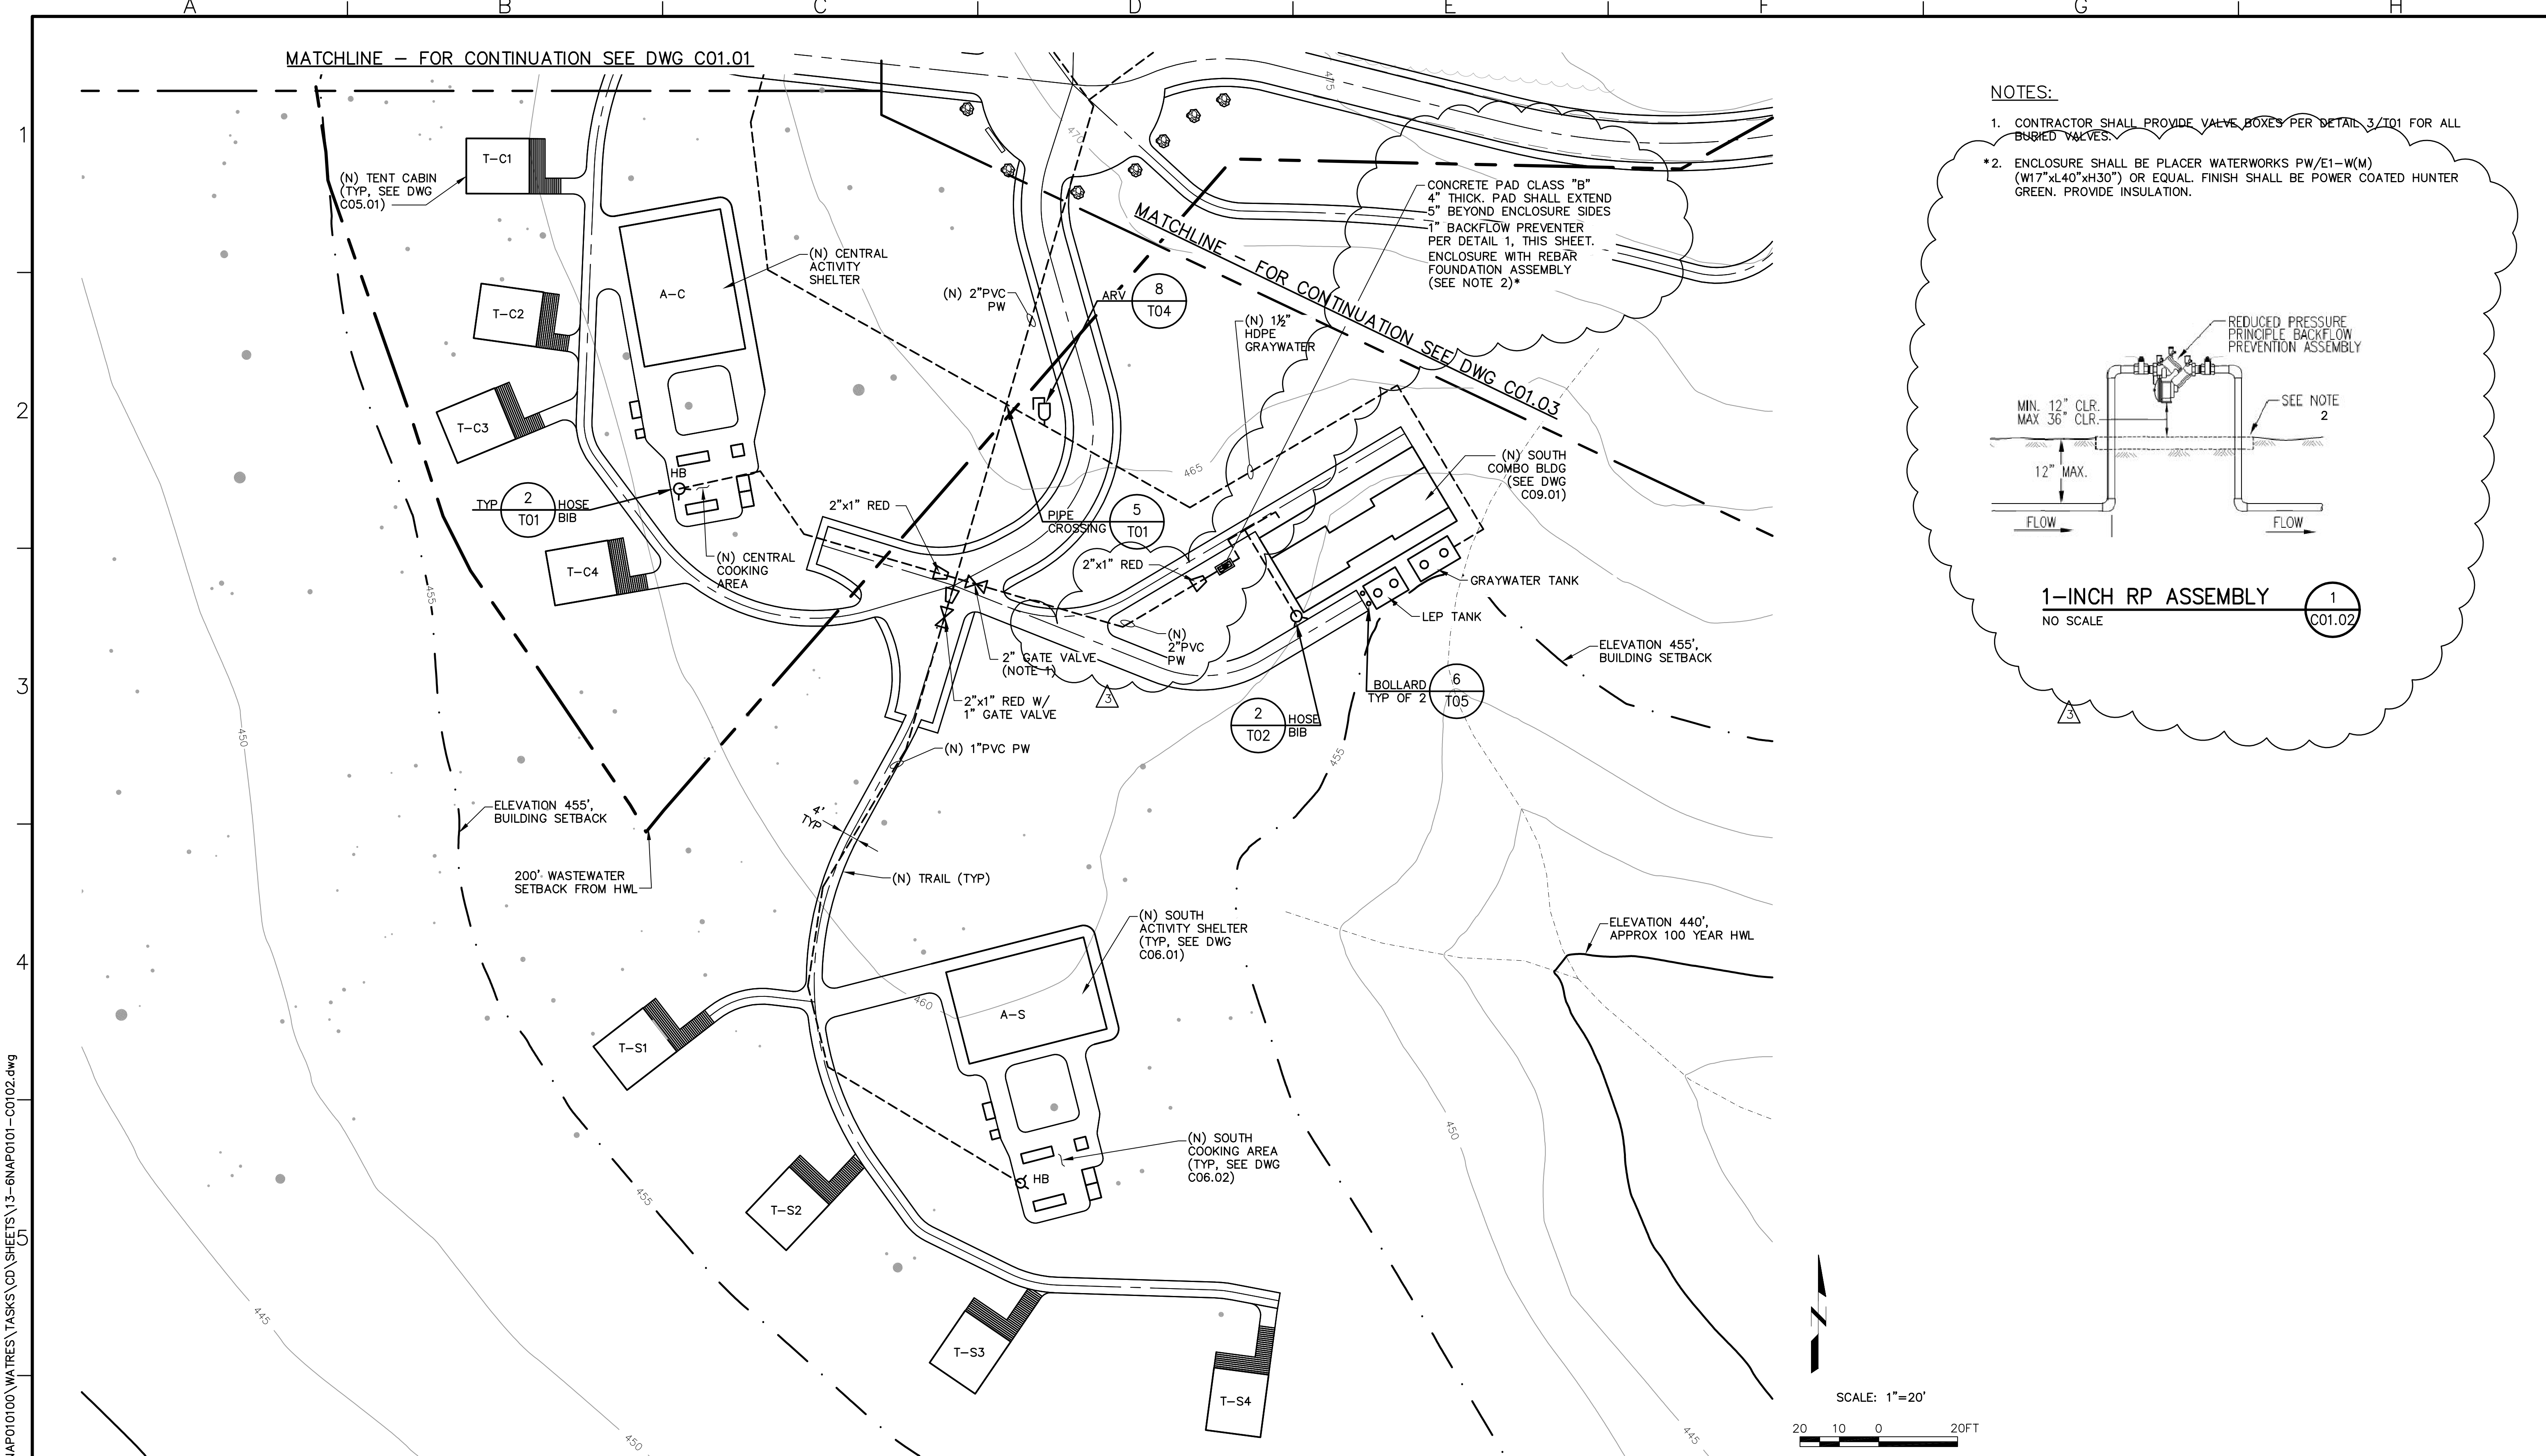 A B C D E F G H
MATCHLINE – FOR CONTINUATION SEE DWG C01.01
1
2
3
4
5
T–C1
(N) TENT CABIN
(TYP, SEE DWG
C05.01)
T–C2
T–C3
T–C4
A–C
(N) CENTRAL
ACTIVITY
SHELTER
HB
TYP
2
T01
HOSE
BIB
(N) CENTRAL
COOKING
AREA
(N) 2"PVC
PW
ARV
8
T04
470
475
MATCHLINE – FOR CONTINUATION SEE DWG C01.03
CONCRETE PAD CLASS "B"
4" THICK. PAD SHALL EXTEND
5" BEYOND ENCLOSURE SIDES
1" BACKFLOW PREVENTER
PER DETAIL 1, THIS SHEET.
ENCLOSURE WITH REBAR
FOUNDATION ASSEMBLY
(SEE NOTE 2)*
(N) 1½"
HDPE
GRAYWATER
465
(N) SOUTH
COMBO BLDG
(SEE DWG
C09.01)
2"x1" RED
PIPE
CROSSING
5
T01
2"x1" RED
GRAYWATER TANK
LEP TANK
(N)
2"PVC
PW
2" GATE VALVE
(NOTE 1)
2"x1" RED W/
1" GATE VALVE
3
BOLLARD
TYP OF 2
6
T05
2
T02
HOSE
BIB
ELEVATION 455',
BUILDING SETBACK
(N) 1"PVC PW
455
450
455
ELEVATION 455',
BUILDING SETBACK
4'
TYP
200' WASTEWATER
SETBACK FROM HWL
(N) TRAIL (TYP)
(N) SOUTH
ACTIVITY SHELTER
(TYP, SEE DWG
C06.01)
ELEVATION 440',
APPROX 100 YEAR HWL
460
A–S
T–S1
(N) SOUTH
COOKING AREA
(TYP, SEE DWG
C06.02)
HB
450
455
T–S2
T–S3
T–S4
445
450
445
NOTES:
1. CONTRACTOR SHALL PROVIDE VALVE BOXES PER DETAIL 3/T01 FOR ALL
BURIED VALVES.
*2. ENCLOSURE SHALL BE PLACER WATERWORKS PW/E1–W(M)
(W17"xL40"xH30") OR EQUAL. FINISH SHALL BE POWER COATED HUNTER
GREEN. PROVIDE INSULATION.
REDUCED PRESSURE
PRINCIPLE BACKFLOW
PREVENTION ASSEMBLY
MIN. 12" CLR.
MAX 36" CLR.
SEE NOTE
2
12" MAX.
FLOW
FLOW
1–INCH RP ASSEMBLY
NO SCALE
1
C01.02
3
SCALE: 1"=20'
20 10 0 20FT
NAP010100\WATRES\TASKS\CD\SHEETS\13–6NAP0101–C0102.dwg